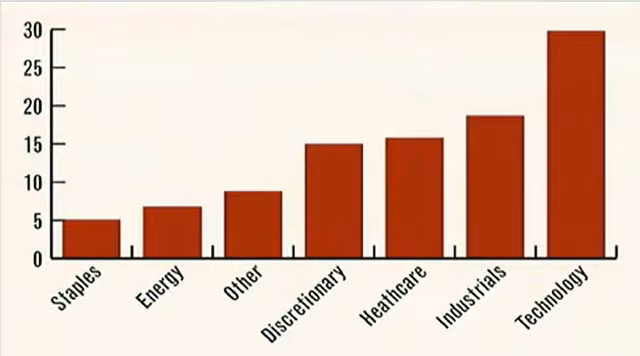 30
25
20
15
10
5
0
Staples
Energy
Other
Discretionary
Heathcare
Industrials
Technology